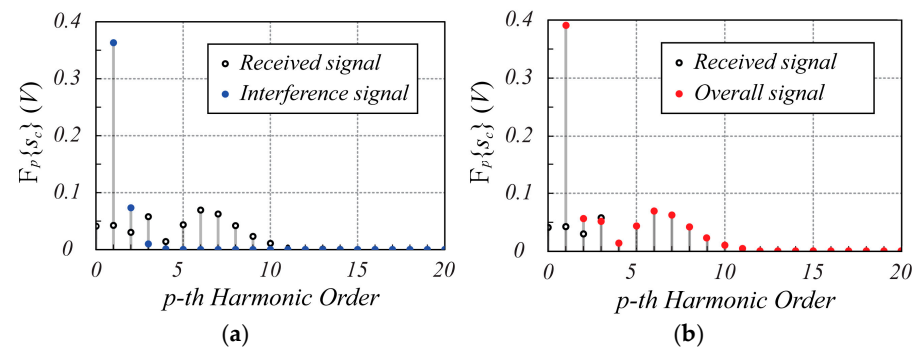 0.4
0.3
0.2
0.1
0
Fp{sc} (V)
Received signal
Interference signal
0 5 10 15 20
p-th Harmonic Order
(a)
0.4
0.3
0.2
0.1
0
Fp{sc} (V)
Received signal
Overall signal
0 5 10 15 20
p-th Harmonic Order
(b)